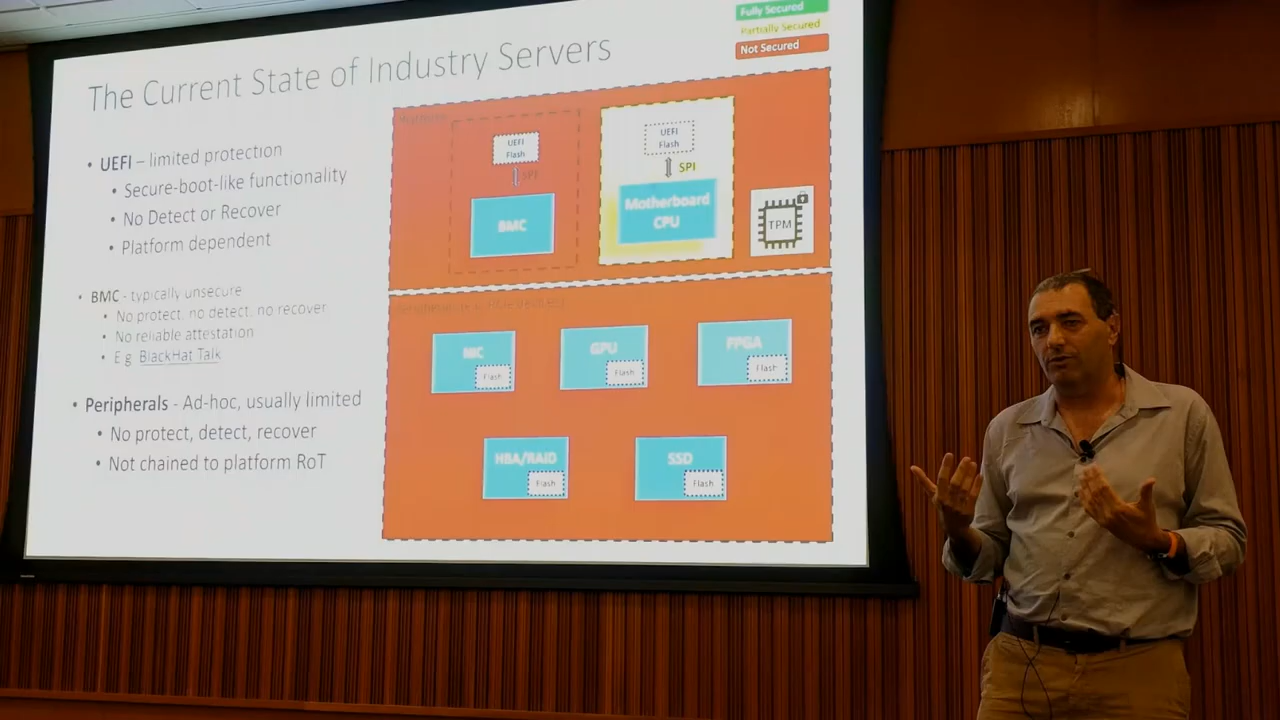 The Current State of Industry Servers
Fully Secured
Partially Secured
Not Secured
• UEFI – limited protection
• Secure-boot-like functionality
• No Detect or Recover
• Platform dependent
• BMC - typically unsecure
• No protect, no detect, no recover
• No reliable attestation
• E.g BlackHat Talk
• Peripherals - Ad-hoc, usually limited
• No protect, detect, recover
• Not chained to platform RoT
UEFI
Flash
SPI
BMC
UEFI
Flash
SPI
Motherboard
CPU
TPM
NIC
Flash
GPU
Flash
FPGA
Flash
HBA/RAID
Flash
SSD
Flash